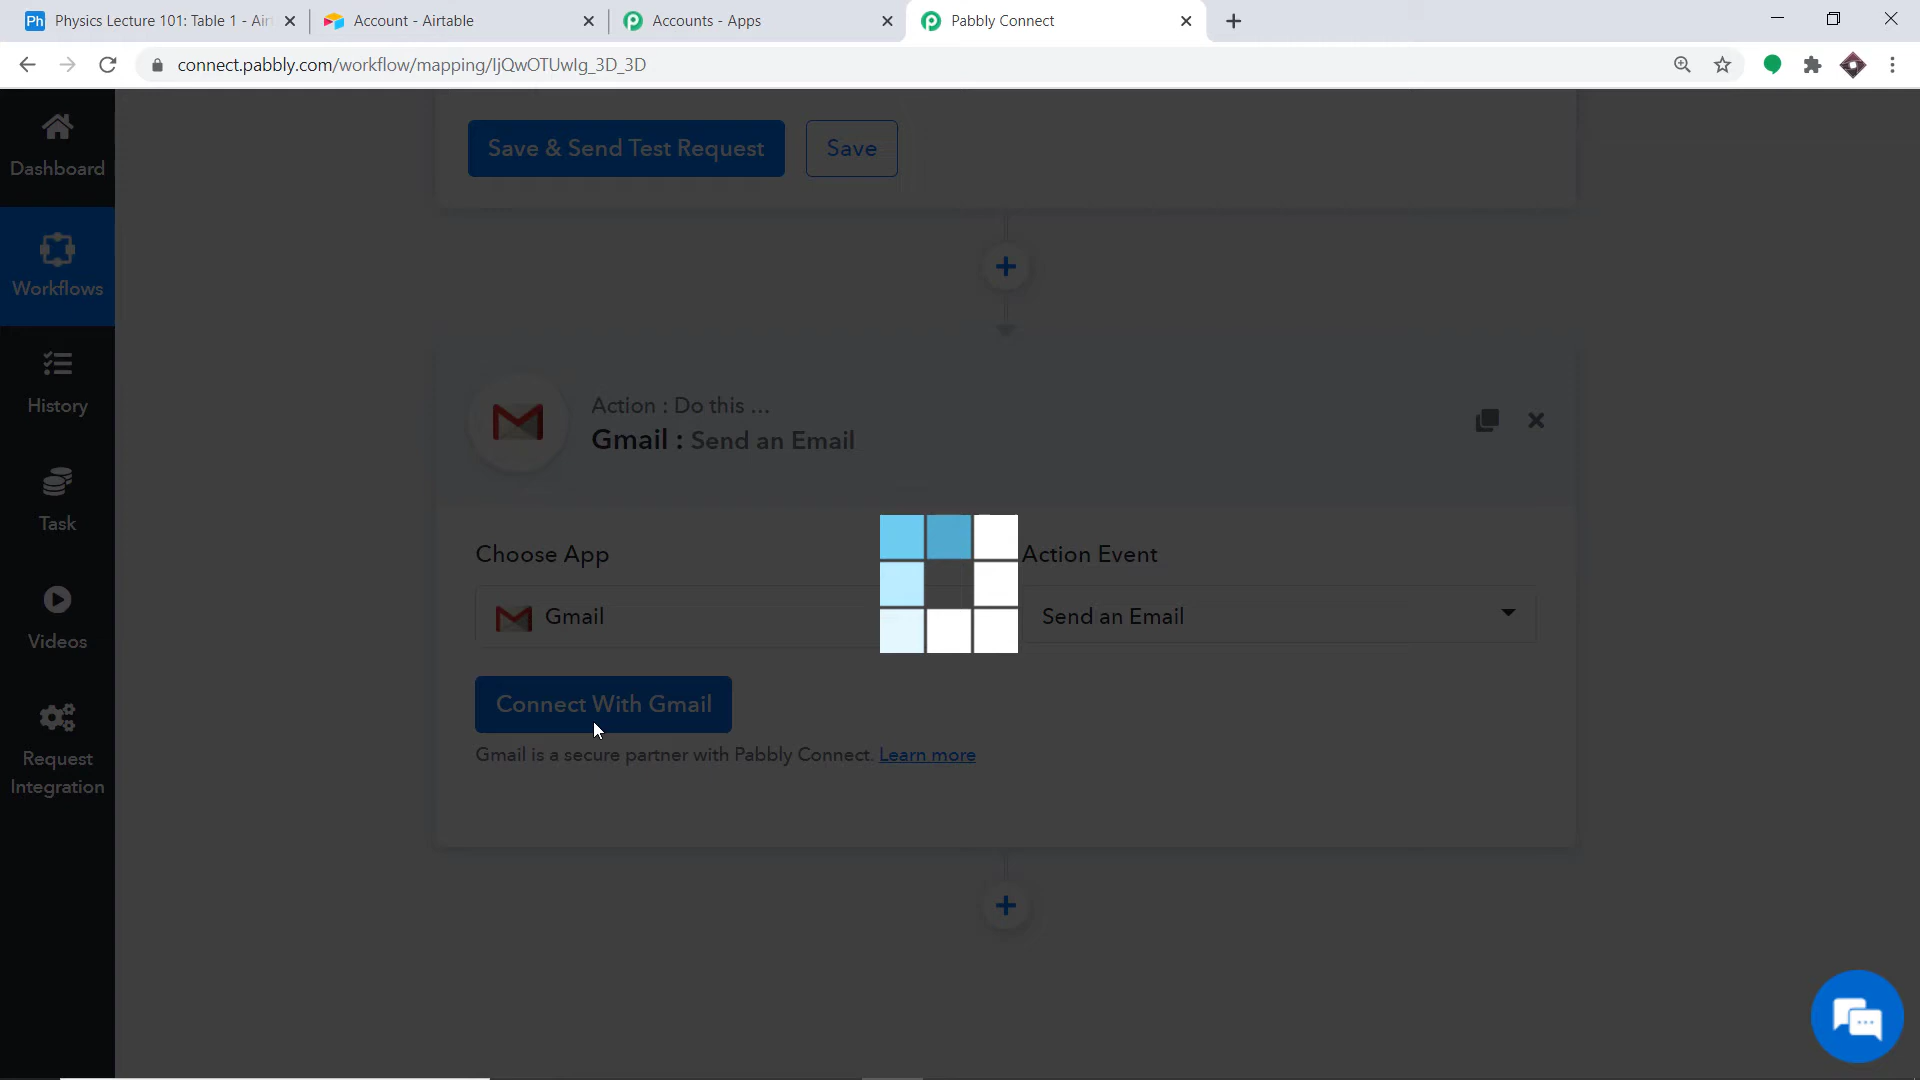 Ph Physics Lecture 101: Table 1 - Air
Account - Airtable
Accounts - Apps
Pabbly Connect
connect.pabbly.com/workflow/mapping/IjQwOTUwIg_3D_3D
Dashboard
Workflows
History
Task
Videos
Request
Integration
Save & Send Test Request
Save
Action : Do this ...
Gmail : Send an Email
Choose App
Action Event
Gmail
Send an Email
Connect With Gmail
Gmail is a secure partner with Pabbly Connect. Learn more